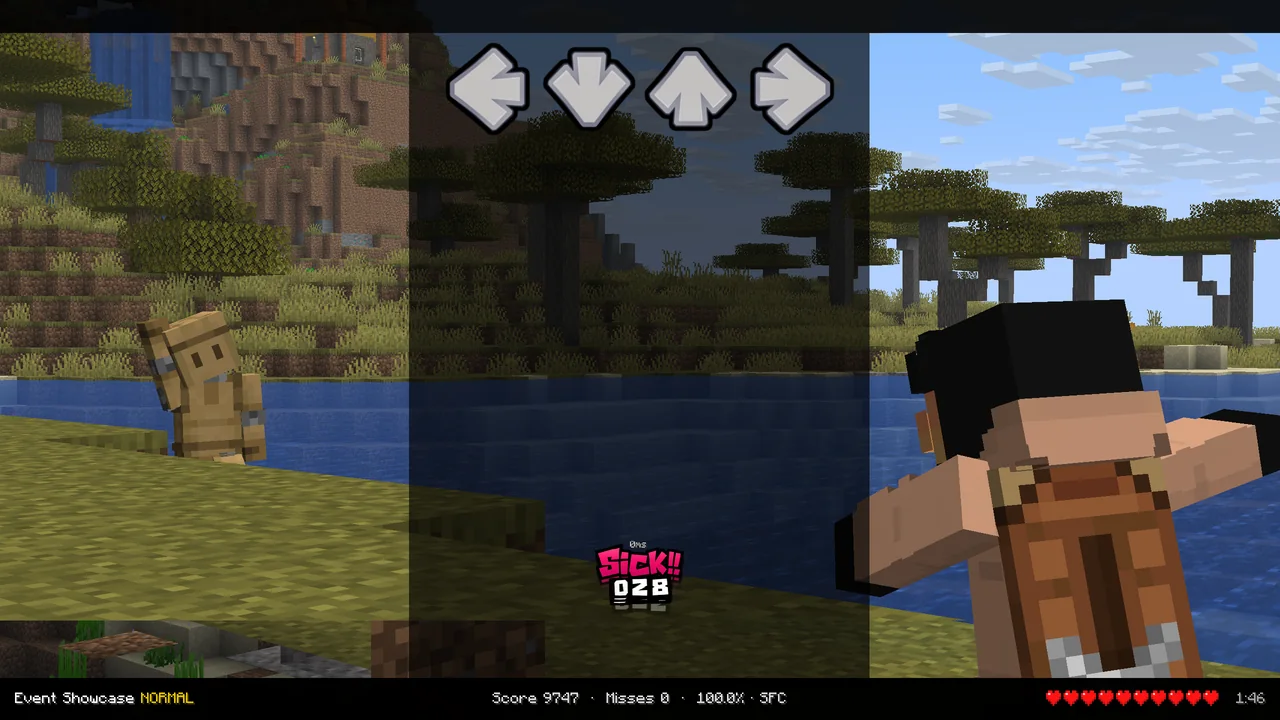 0ms
SiCK!!
028
Event Showcase NORMAL
Score 9747 · Misses 0 · 100.0% · SFC
1:46